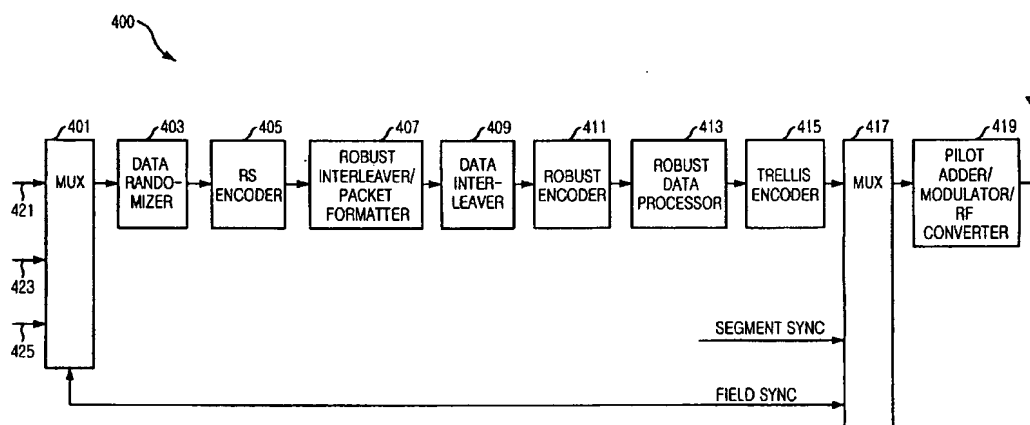 400
401
403
405
407
409
411
413
415
417
419
MUX
DATA
RANDO-
MIZER
RS
ENCODER
ROBUST
INTERLEAVER/
PACKET
FORMATTER
DATA
INTER-
LEAVER
ROBUST
ENCODER
ROBUST
DATA
PROCESSOR
TRELLIS
ENCODER
MUX
PILOT
ADDER/
MODULATOR/
RF
CONVERTER
421
423
425
SEGMENT SYNC
FIELD SYNC